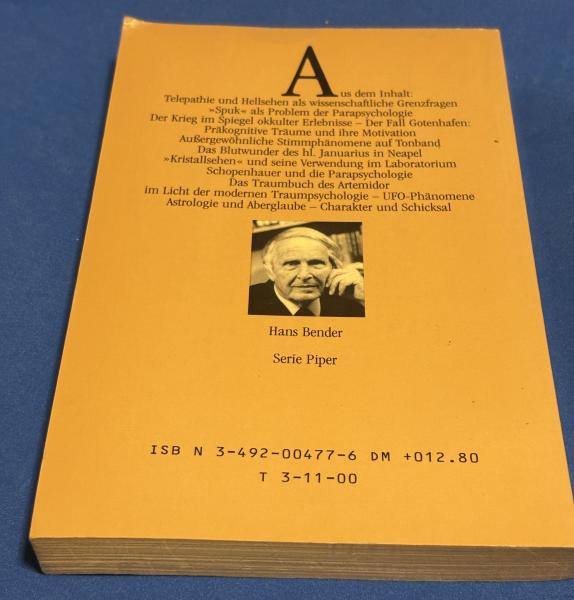 Aus dem Inhalt:
Telepathie und Hellsehen als wissenschaftliche Grenzfragen
»Spuk« als Problem der Parapsychologie
Der Krieg im Spiegel okkulter Erlebnisse – Der Fall Gotenhafen:
Präkognitive Träume und ihre Motivation
Außergewöhnliche Stimmphänomene auf Tonband
Das Blutwunder des hl. Januarius in Neapel
»Kristallsehen« und seine Verwendung im Laboratorium
Schopenhauer und die Parapsychologie
Das Traumbuch des Artemidor
im Licht der modernen Traumpsychologie – UFO-Phänomene
Astrologie und Aberglaube – Charakter und Schicksal
Hans Bender
Serie Piper
ISB N 3-492-00477-6 DM +012.80
T 3-11-00